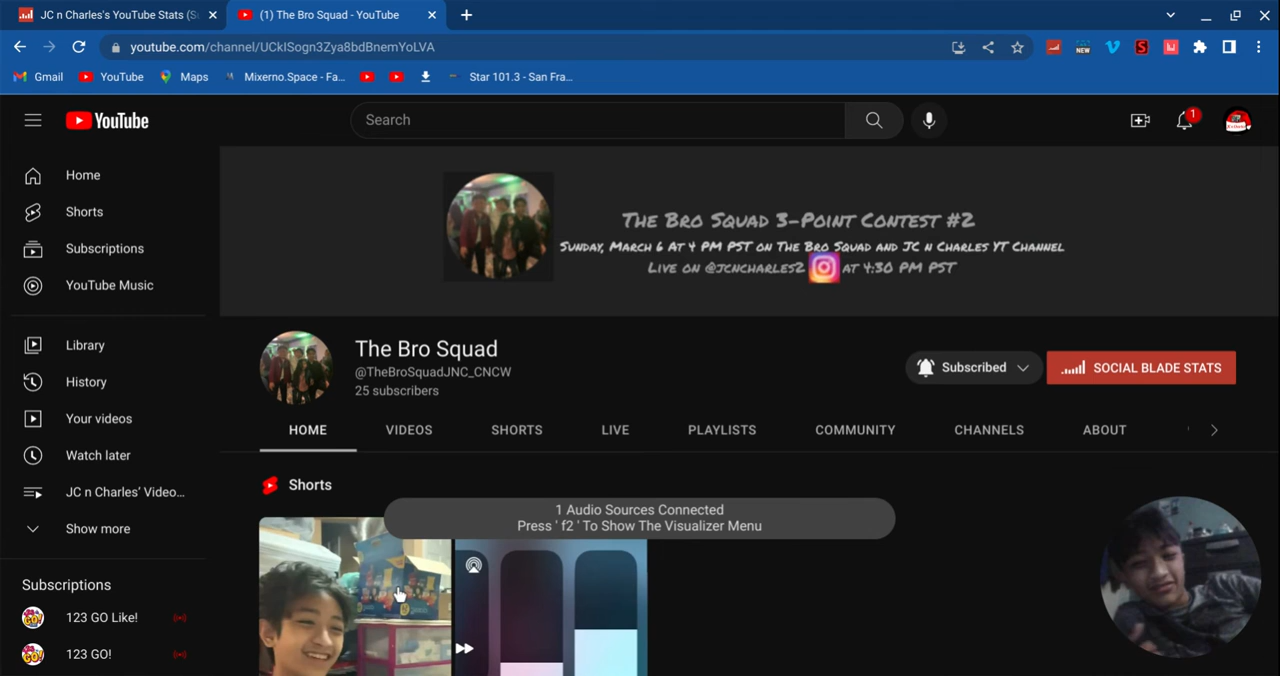 JC n Charles's YouTube Stats (S
(1) The Bro Squad - YouTube
youtube.com/channel/UCkISogn3Zya8bdBnemYoLVA
NEW
Gmail
YouTube
Maps
Mixerno.Space - Fa...
Star 101.3 - San Fra...
YouTube
Search
1
Home
Shorts
Subscriptions
YouTube Music
Library
History
Your videos
Watch later
JC n Charles' Video...
Show more
Subscriptions
123 GO Like!
123 GO!
The Bro Squad 3-Point Contest #2
Sunday, March 6 at 4 PM PST on The Bro Squad and JC n Charles YT Channel
Live on @jcncharles2 at 4:30 PM PST
The Bro Squad
@TheBroSquadJNC_CNCW
25 subscribers
Subscribed
SOCIAL BLADE STATS
HOME
VIDEOS
SHORTS
LIVE
PLAYLISTS
COMMUNITY
CHANNELS
ABOUT
Shorts
1 Audio Sources Connected
Press ' f2 ' To Show The Visualizer Menu